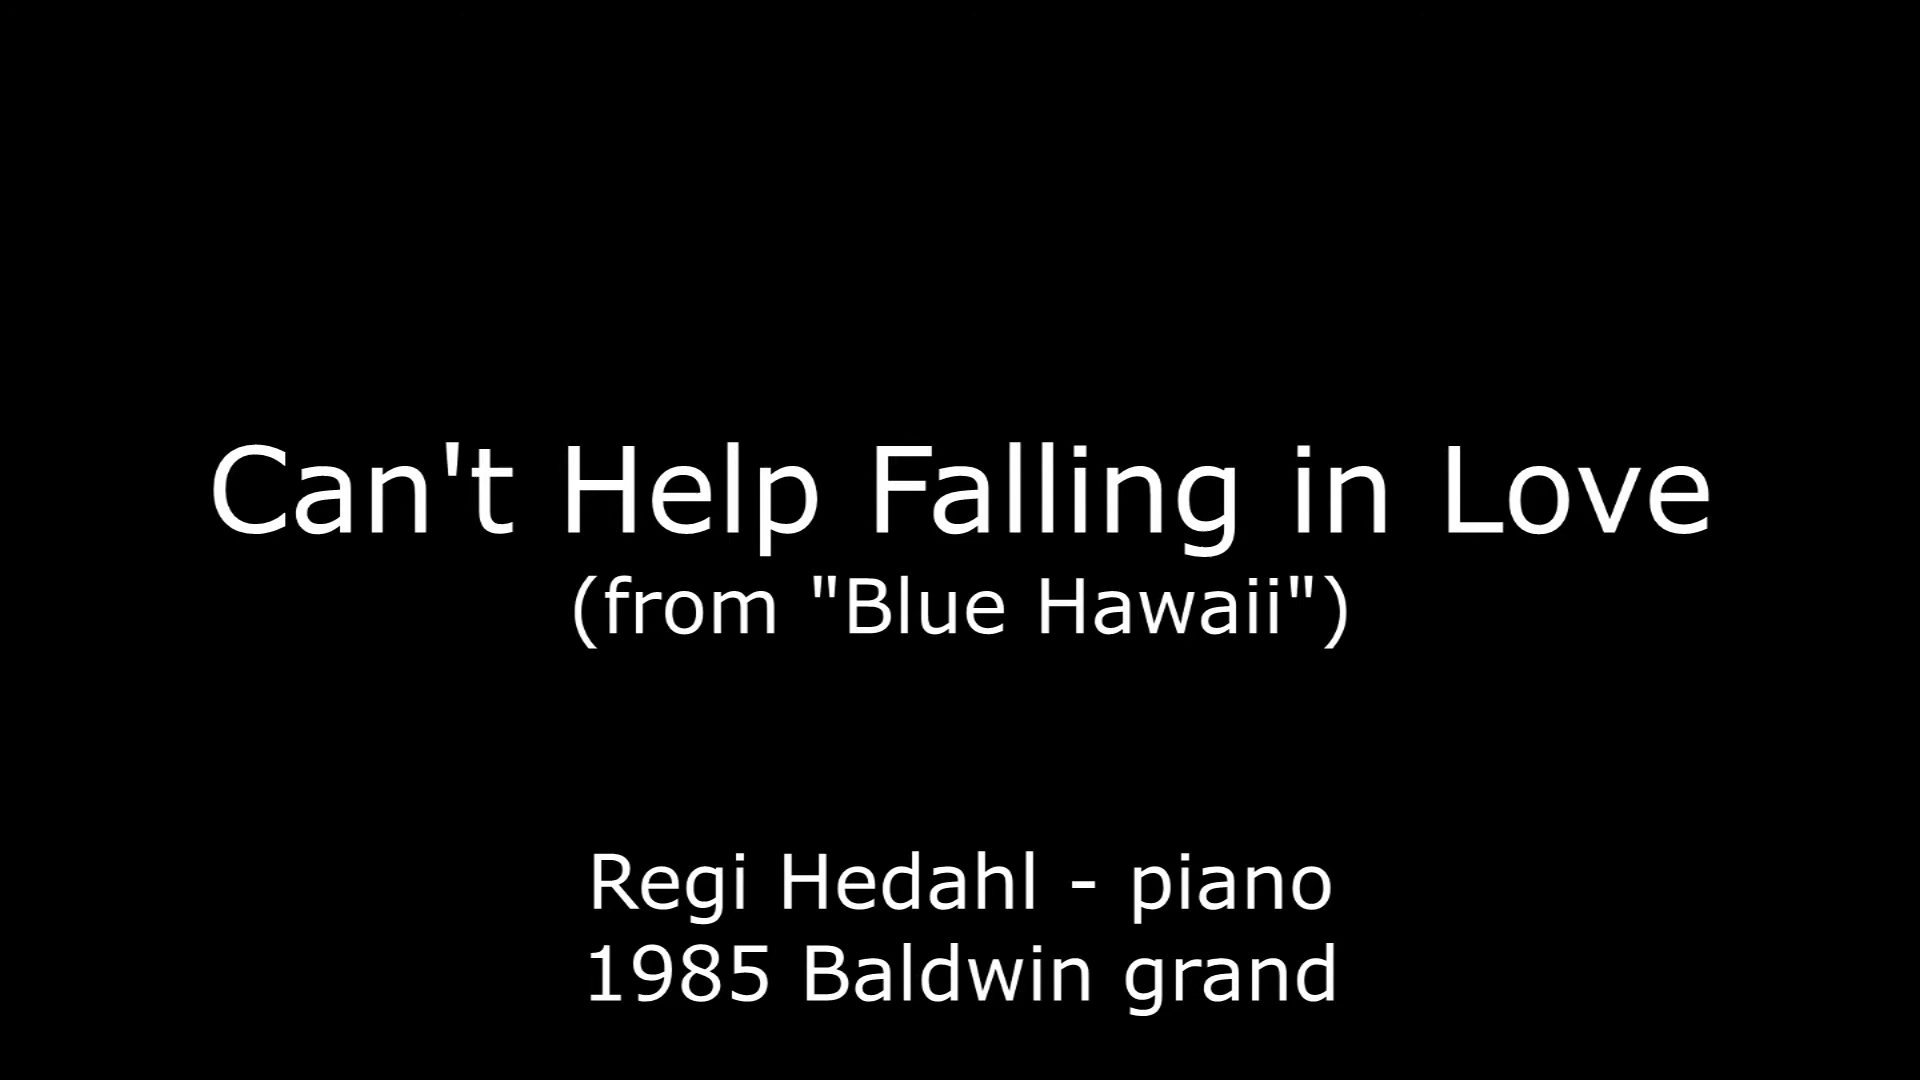 Can't Help Falling in Love
(from "Blue Hawaii")
Regi Hedahl - piano
1985 Baldwin grand